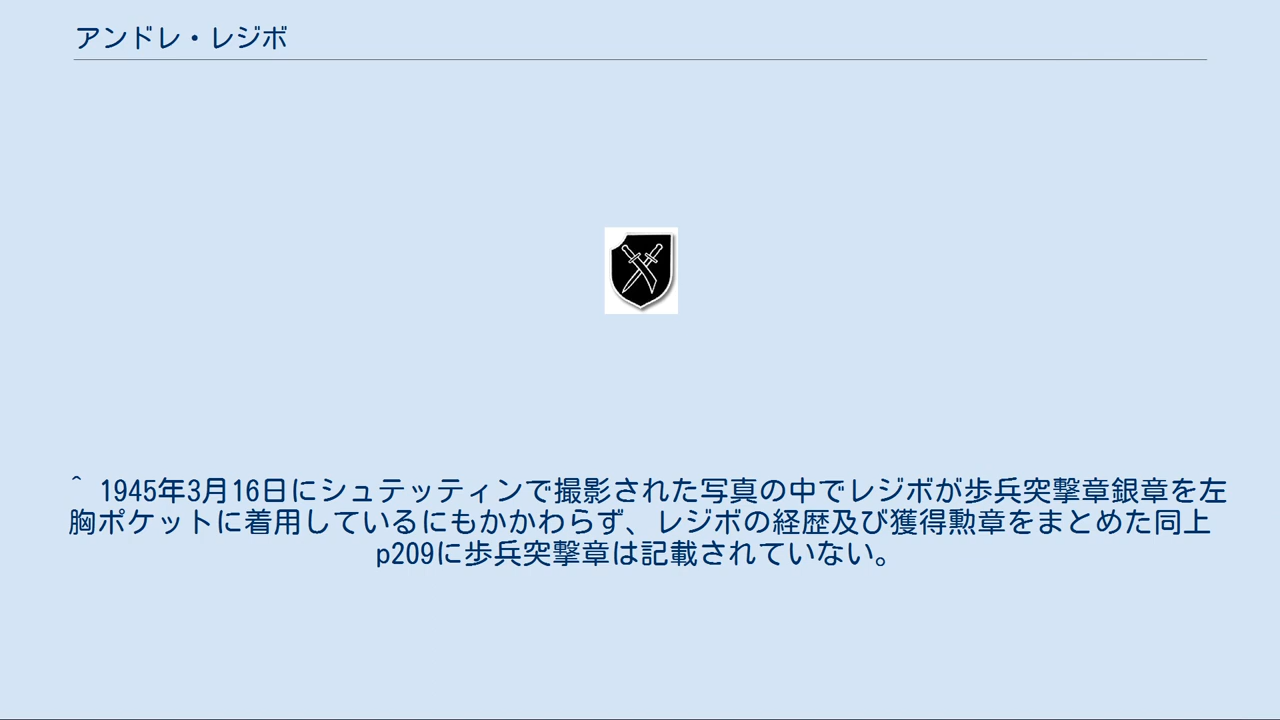 アンドレ・レジボ
^ 1945年3月16日にシュテッティンで撮影された写真の中でレジボが歩兵突撃章銀章を左
胸ポケットに着用しているにもかかわらず、レジボの経歴及び獲得勲章をまとめた同上
p209に歩兵突撃章は記載されていない。